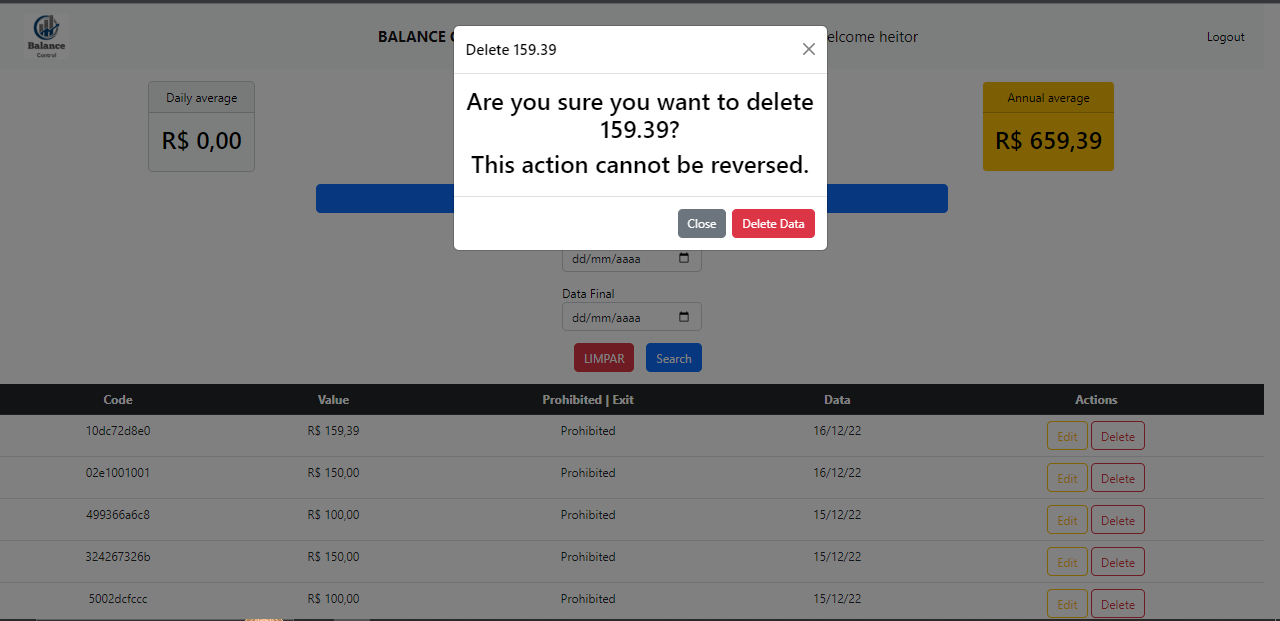 Balance
Control
BALANCE
elcome heitor
Logout
Delete 159.39
Are you sure you want to delete
159.39?
This action cannot be reversed.
Close
Delete Data
Daily average
R$ 0,00
Annual average
R$ 659,39
dd/mm/aaaa
Data Final
dd/mm/aaaa
LIMPAR
Search
Code Value Prohibited | Exit Data Actions
10dc72d8e0 R$ 159,39 Prohibited 16/12/22 Edit Delete
02e1001001 R$ 150,00 Prohibited 16/12/22 Edit Delete
499366a6c8 R$ 100,00 Prohibited 15/12/22 Edit Delete
324267326b R$ 150,00 Prohibited 15/12/22 Edit Delete
5002dcfccc R$ 100,00 Prohibited 15/12/22 Edit Delete